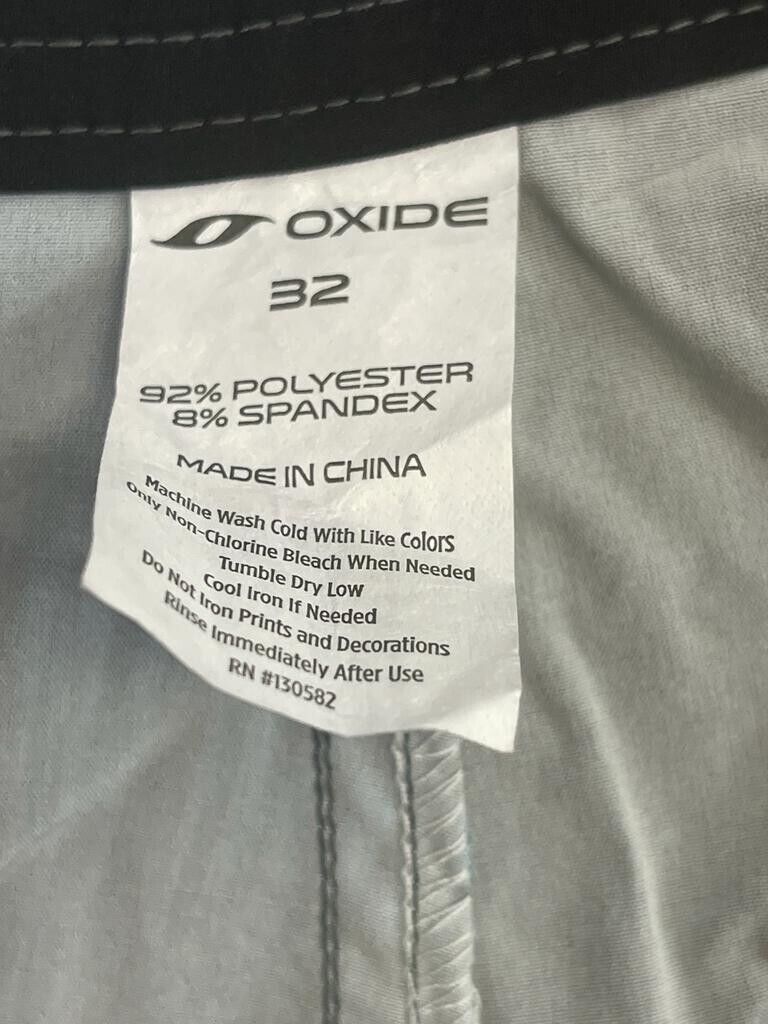 OXIDE
32
92% POLYESTER
8% SPANDEX
MADE IN CHINA
Machine Wash Cold With Like Colors
Only Non-Chlorine Bleach When Needed
Tumble Dry Low
Cool Iron If Needed
Do Not Iron Prints and Decorations
Rinse Immediately After Use
RN #130582